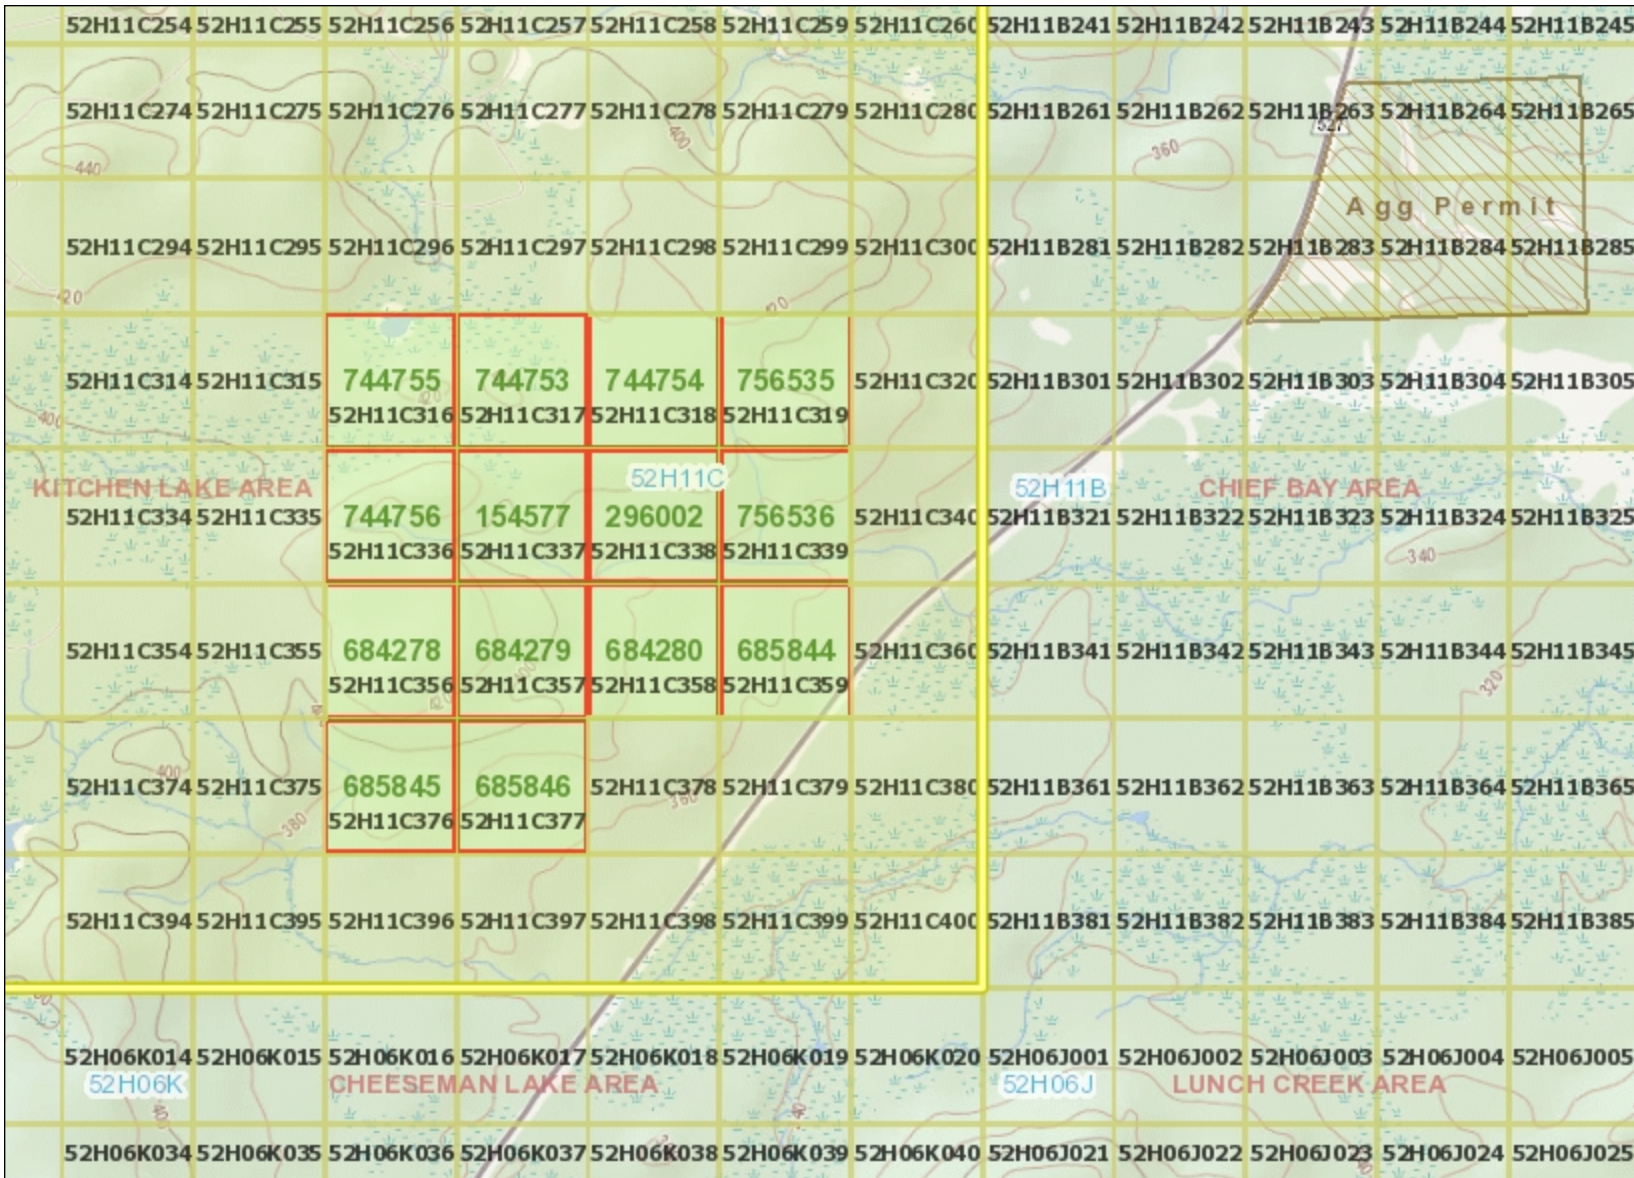 52H11C254 52H11C255 52H11C256 52H11C257 52H11C258 52H11C259 52H11C260 52H11B241 52H11B242 52H11B243 52H11B244 52H11B245
52H11C274 52H11C275 52H11C276 52H11C277 52H11C278 52H11C279 52H11C280 52H11B261 52H11B262 52H11B263 52H11B264 52H11B265
527
400
360
440
Agg Permit
52H11C294 52H11C295 52H11C296 52H11C297 52H11C298 52H11C299 52H11C300 52H11B281 52H11B282 52H11B283 52H11B284 52H11B285
744755 744753 744754 756535
52H11C314 52H11C315 52H11C320 52H11B301 52H11B302 52H11B303 52H11B304 52H11B305
420
52H11C316 52H11C317 52H11C318 52H11C319
400
52H11C
KITCHEN LAKE AREA 52H11B CHIEF BAY AREA
744756 154577 296002 756536
52H11C334 52H11C335 52H11C340 52H11B321 52H11B322 52H11B323 52H11B324 52H11B325
52H11C336 52H11C337 52H11C338 52H11C339
340
684278 684279 684280 685844
52H11C354 52H11C355 52H11C360 52H11B341 52H11B342 52H11B343 52H11B344 52H11B345
400
52H11C356 52H11C357 52H11C358 52H11C359
320
420
400
685845 685846
52H11C374 52H11C375 52H11C378 52H11C379 52H11C380 52H11B361 52H11B362 52H11B363 52H11B364 52H11B365
360
52H11C376 52H11C377
380
52H11C394 52H11C395 52H11C396 52H11C397 52H11C398 52H11C399 52H11C400 52H11B381 52H11B382 52H11B383 52H11B384 52H11B385
52H06K014 52H06K015 52H06K016 52H06K017 52H06K018 52H06K019 52H06K020 52H06J001 52H06J002 52H06J003 52H06J004 52H06J005
52H06K CHEESEMAN LAKE AREA 52H06J LUNCH CREEK AREA
52H06K034 52H06K035 52H06K036 52H06K037 52H06K038 52H06K039 52H06K040 52H06J021 52H06J022 52H06J023 52H06J024 52H06J025